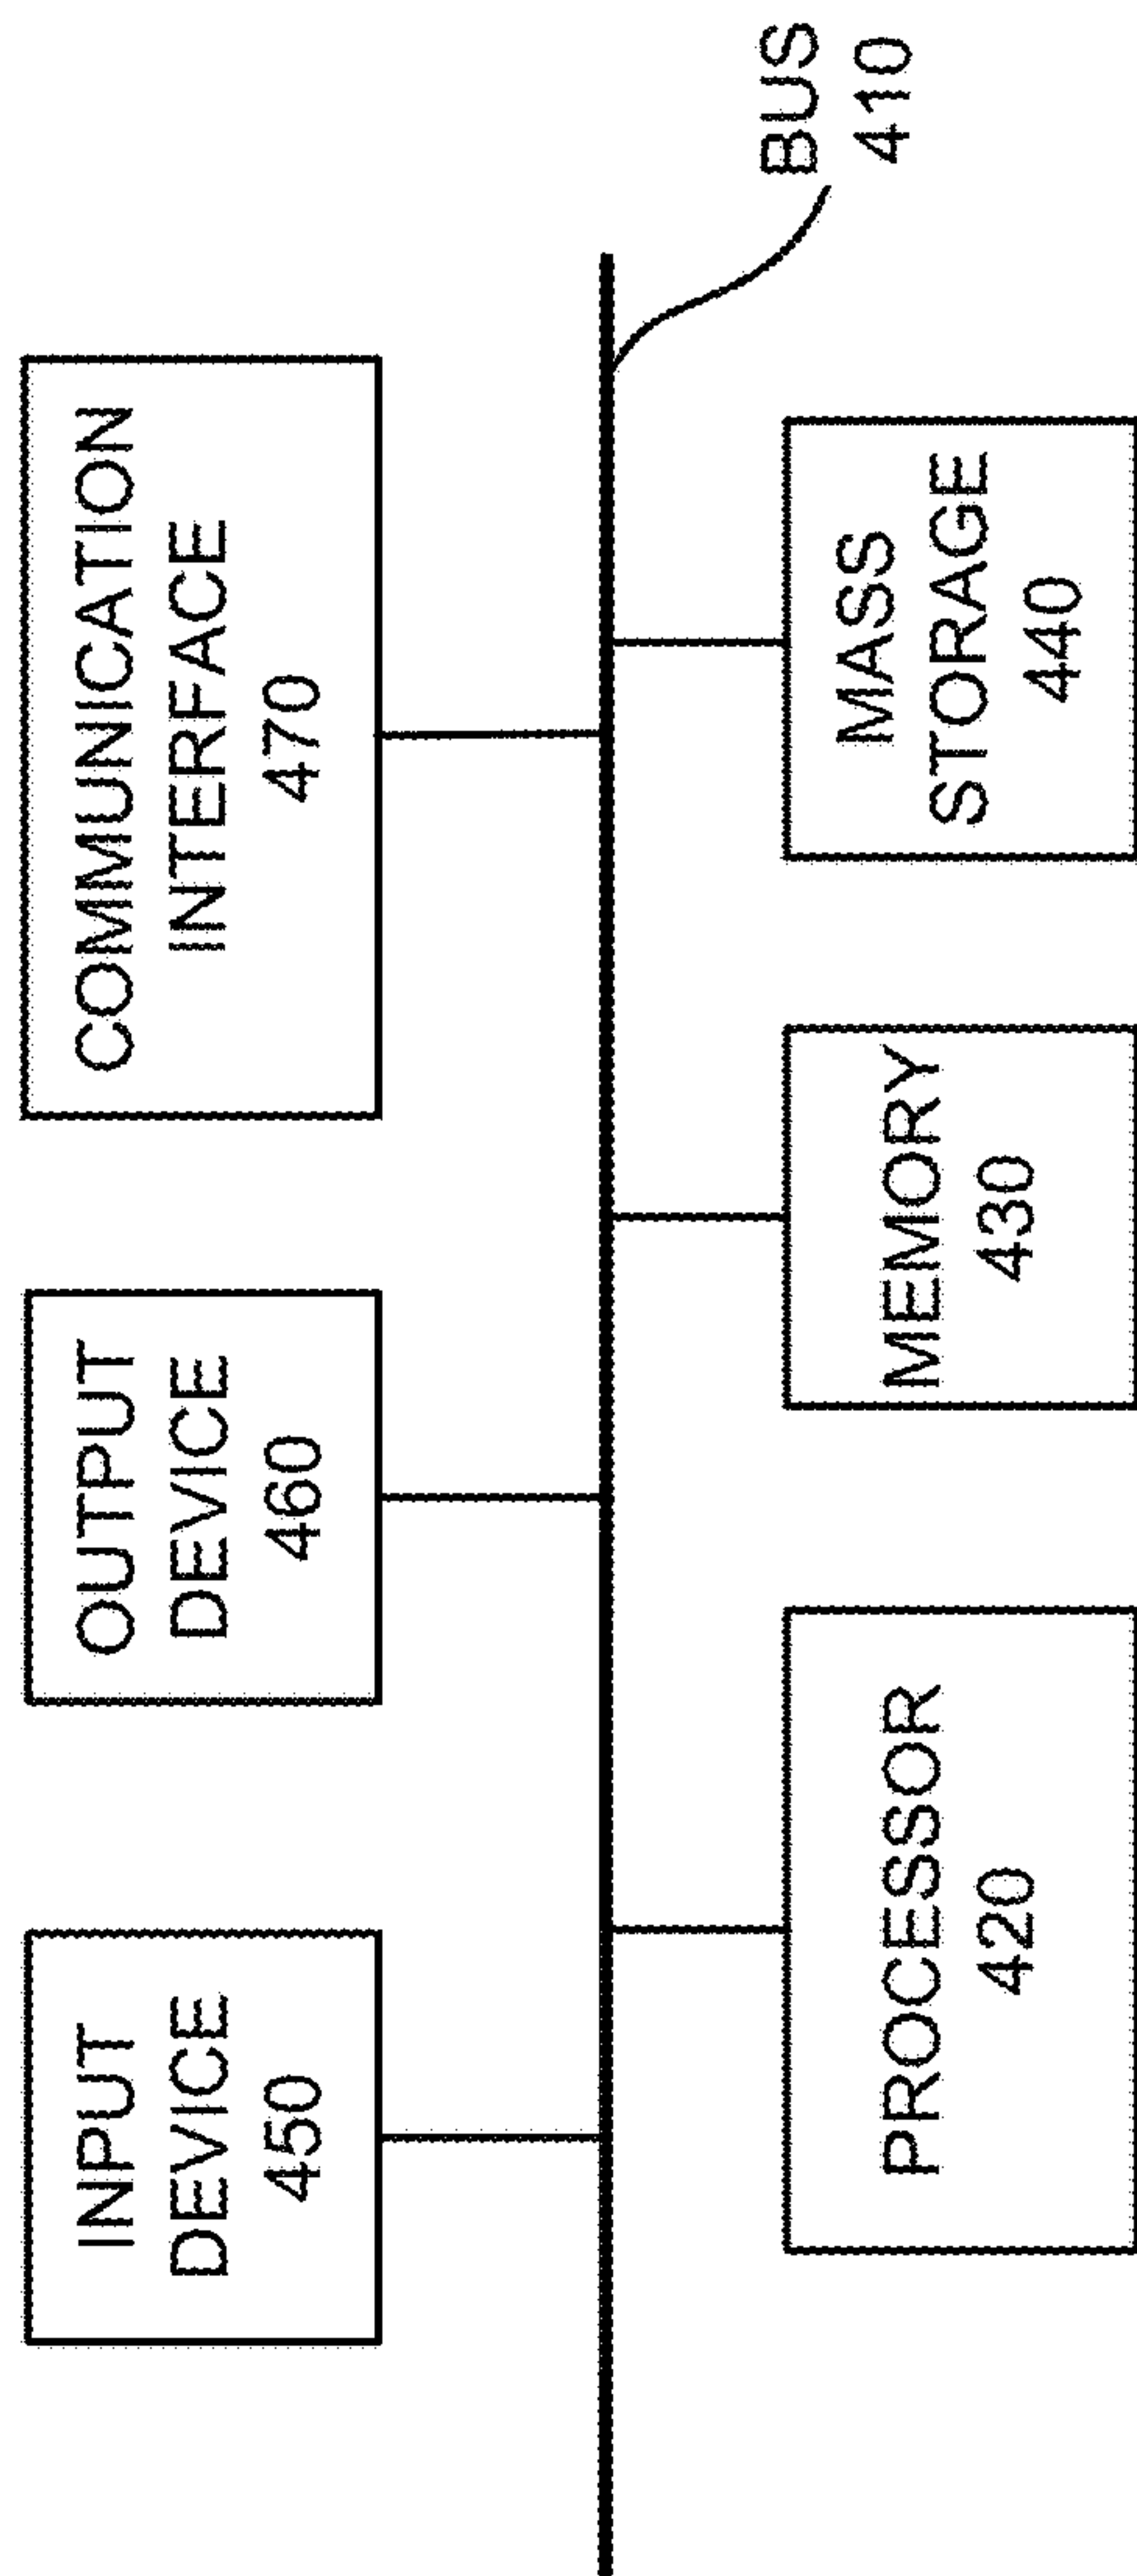 INPUT
DEVICE
450
OUTPUT
DEVICE
460
COMMUNICATION
INTERFACE
470
BUS
410
PROCESSOR
420
MEMORY
430
MASS
STORAGE
440